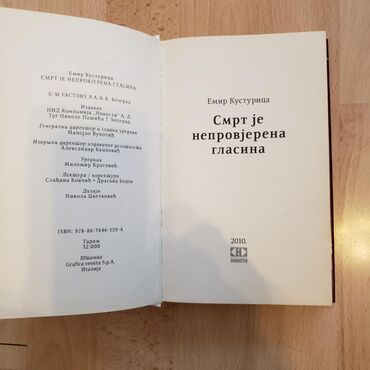 Емир Кустурица
СМРТ ЈЕ НЕПРОВЈЕРЕНА ГЛАСИНА
© M FACTORY P.A.A.A. Београд
Издавач
НИД Компанија „Новости“ А. Д.
Трг Николе Пашића 7, Београд
Генерални директор и главни уредник
Манојло Вукотић
Извршни директор издавачке делатности
Александар Бацковић
Уредник
Миломир Краговић
Лектура / коректура
Слађана Ковчић • Драгана Бедов
Дизајн
Никола Цветковић
ISBN: 978-86-7446-159-4
Тираж
32.000
Штампа
Grafica veneta S.p.A.
Италија
Емир Кустурица
Смрт је
непровјерена
гласина
2010.
НОВОСТИ